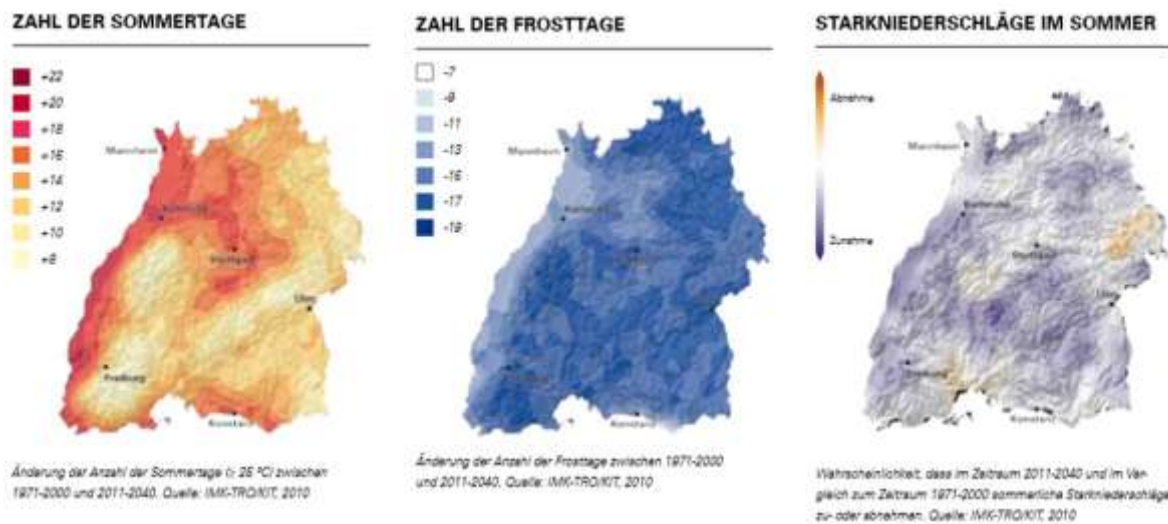 ZAHL DER SOMMERTAGE
+22
+20
+18
+16
+14
+12
+10
+8
Mannheim
Karlsruhe
Stuttgart
Ulm
Freiburg
Konstanz
Änderung der Anzahl der Sommertage (> 25 °C) zwischen
1971-2000 und 2011-2040. Quelle: IMK-TRO/KIT, 2010
ZAHL DER FROSTTAGE
-7
-9
-11
-13
-16
-17
-19
Mannheim
Karlsruhe
Konstanz
Änderung der Anzahl der Frosttage zwischen 1971-2000
und 2011-2040. Quelle: IMK-TRO/KIT, 2010
STARKNIEDERSCHLÄGE IM SOMMER
Abnahme
Zunahme
Mannheim
Karlsruhe
Stuttgart
Ulm
Freiburg
Konstanz
Wahrscheinlichkeit, dass im Zeitraum 2011-2040 und im Ver-
gleich zum Zeitraum 1971-2000 sommerliche Starkniederschläge
zu- oder abnehmen. Quelle: IMK-TRO/KIT, 2010